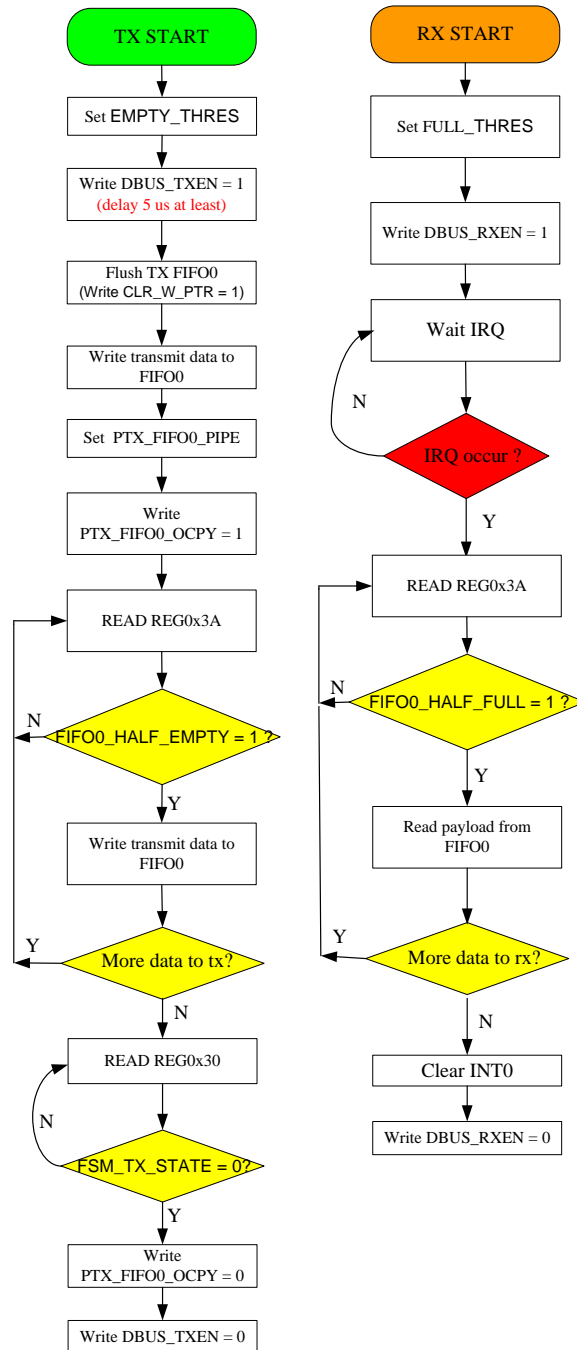 TX START
Set EMPTY_THRES
Write DBUS_TXEN = 1
(delay 5 us at least)
Flush TX FIFO0
(Write CLR_W_PTR = 1)
Write transmit data to
FIFO0
Set PTX_FIFO0_PIPE
Write
PTX_FIFO0_OCPY = 1
READ REG0x3A
N
FIFO0_HALF_EMPTY = 1 ?
Y
Write transmit data to
FIFO0
Y
More data to tx?
N
READ REG0x30
N
FSM_TX_STATE = 0?
Y
Write
PTX_FIFO0_OCPY = 0
Write DBUS_TXEN = 0
RX START
Set FULL_THRES
Write DBUS_RXEN = 1
Wait IRQ
N
IRQ occur ?
Y
READ REG0x3A
N
FIFO0_HALF_FULL = 1 ?
Y
Read payload from
FIFO0
Y
More data to rx?
N
Clear INT0
Write DBUS_RXEN = 0